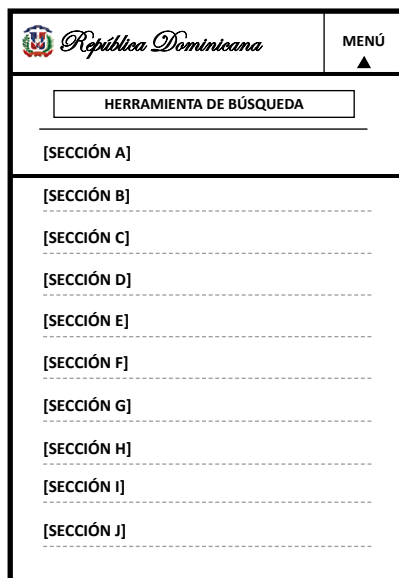 República Dominicana
MENÚ
HERRAMIENTA DE BÚSQUEDA
[SECCIÓN A]
[SECCIÓN B]
[SECCIÓN C]
[SECCIÓN D]
[SECCIÓN E]
[SECCIÓN F]
[SECCIÓN G]
[SECCIÓN H]
[SECCIÓN I]
[SECCIÓN J]